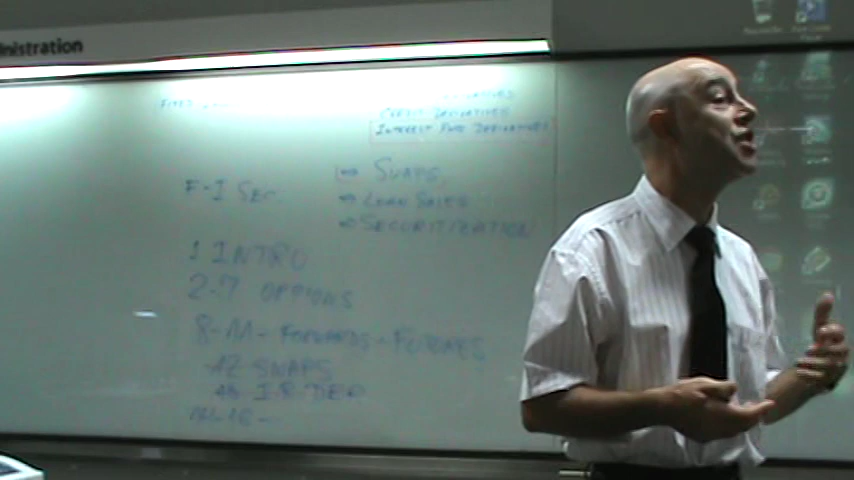 inistration
DERIVATIVES
CREDIT DERIVATIVES
INTEREST RATE DERIVATIVES
F-I SEC.
SWAPS,
LOAN SALES
SECURITIZATION
1 INTRO
2-7 OPTIONS
8-11- FORWARDS-FUTURES
12 SWAPS
I R DER